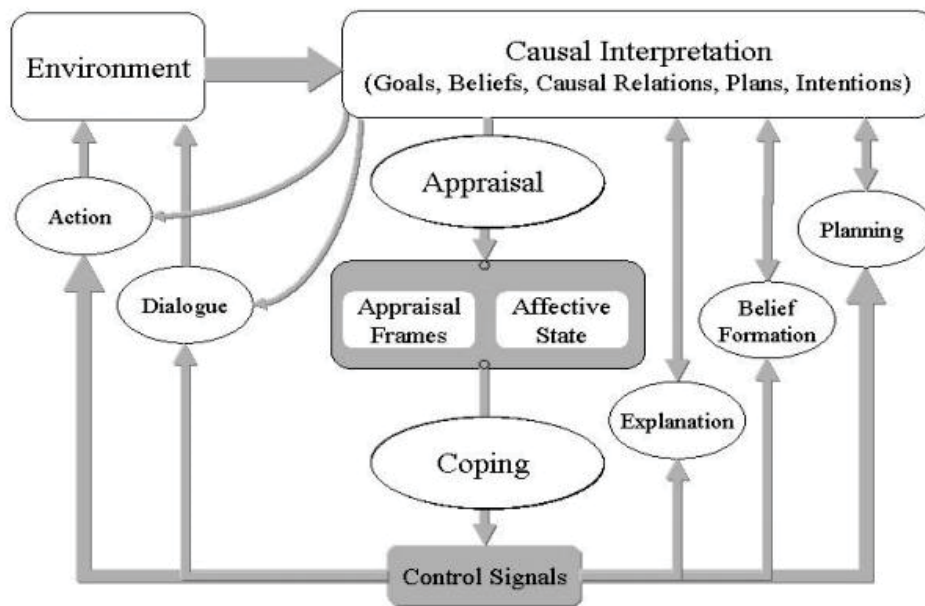 Environment
Causal Interpretation
(Goals, Beliefs, Causal Relations, Plans, Intentions)
Appraisal
Action
Planning
Dialogue
Appraisal
Frames
Affective
State
Belief
Formation
Explanation
Coping
Control Signals